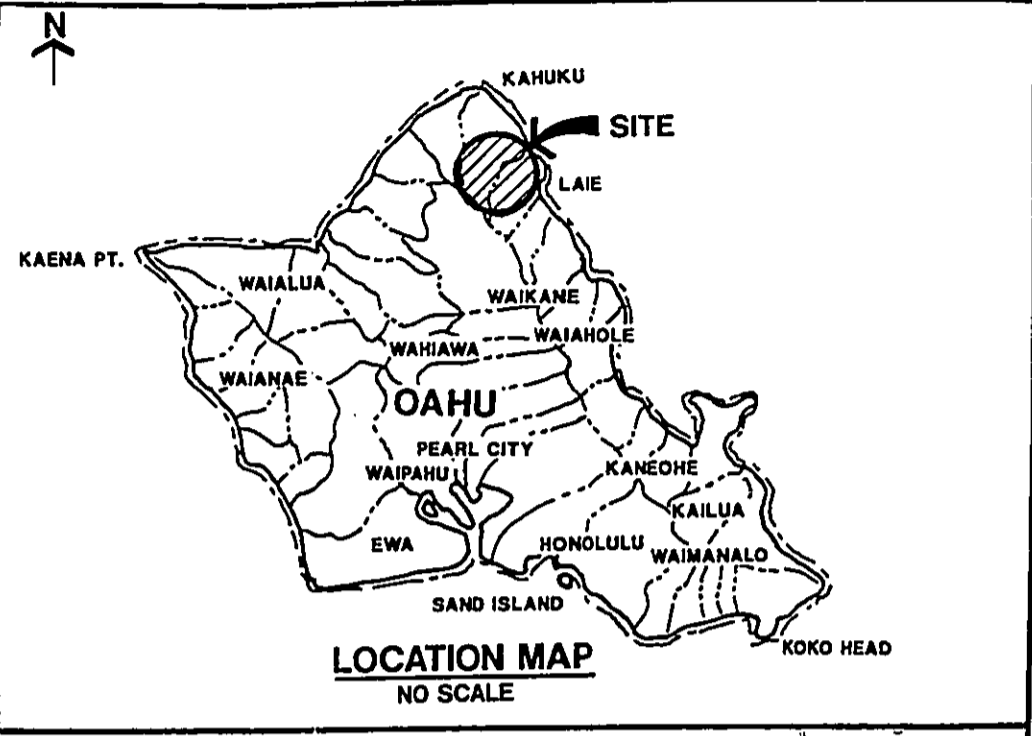 N
KAHUKU
SITE
LAIE
KAENA PT.
WAIALUA
WAIKANE
WAHIAWA
WAIAHOLE
WAIANAE
OAHU
PEARL CITY
WAIPAHU
KANEOHE
KAILUA
EWA
HONOLULU
WAIMANALO
SAND ISLAND
KOKO HEAD
LOCATION MAP
NO SCALE